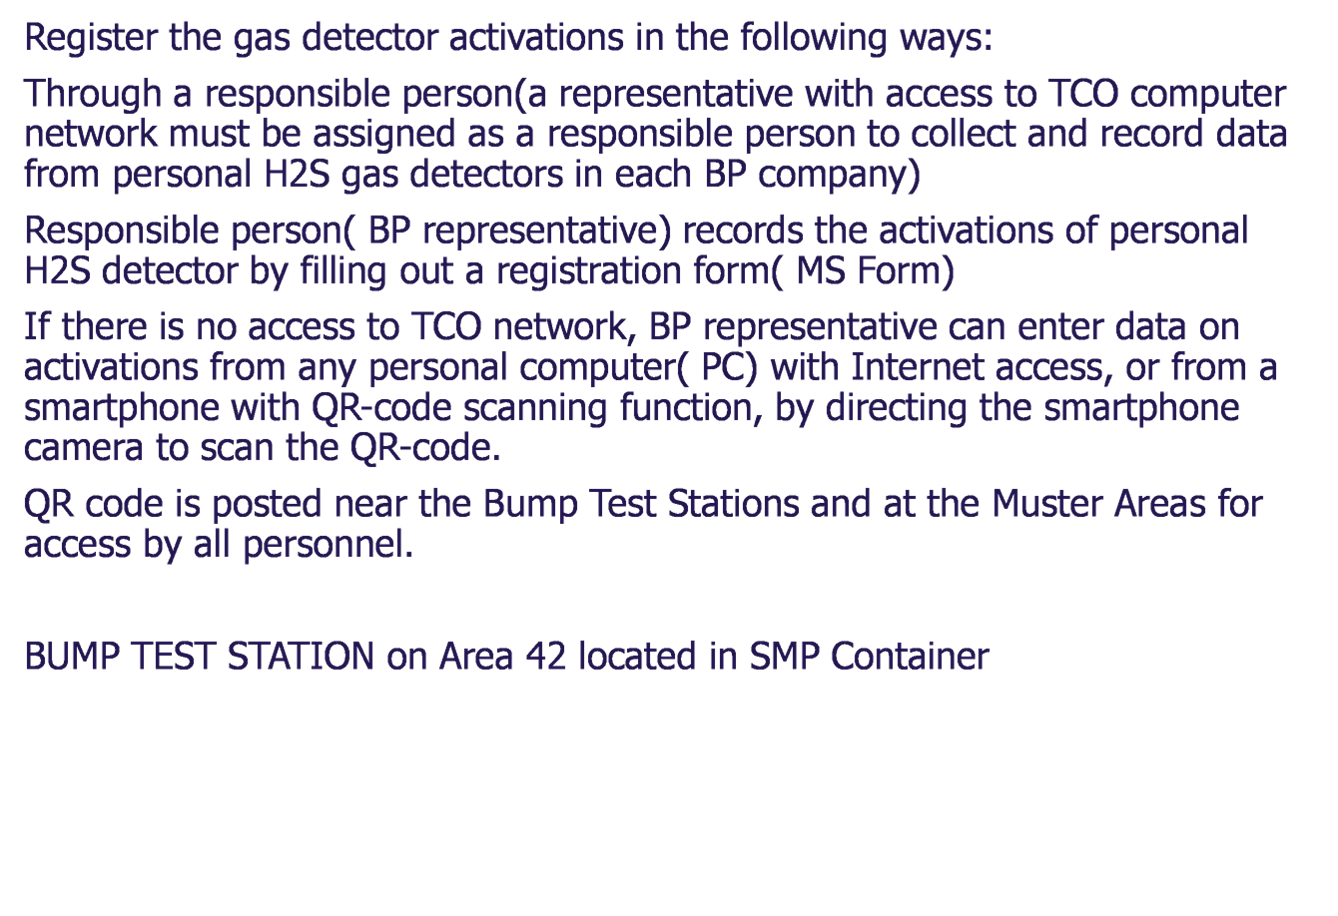 Register the gas detector activations in the following ways:
Through a responsible person(a representative with access to TCO computer
network must be assigned as a responsible person to collect and record data
from personal H2S gas detectors in each BP company)
Responsible person( BP representative) records the activations of personal
H2S detector by filling out a registration form( MS Form)
If there is no access to TCO network, BP representative can enter data on
activations from any personal computer( PC) with Internet access, or from a
smartphone with QR-code scanning function, by directing the smartphone
camera to scan the QR-code.
QR code is posted near the Bump Test Stations and at the Muster Areas for
access by all personnel.
BUMP TEST STATION on Area 42 located in SMP Container